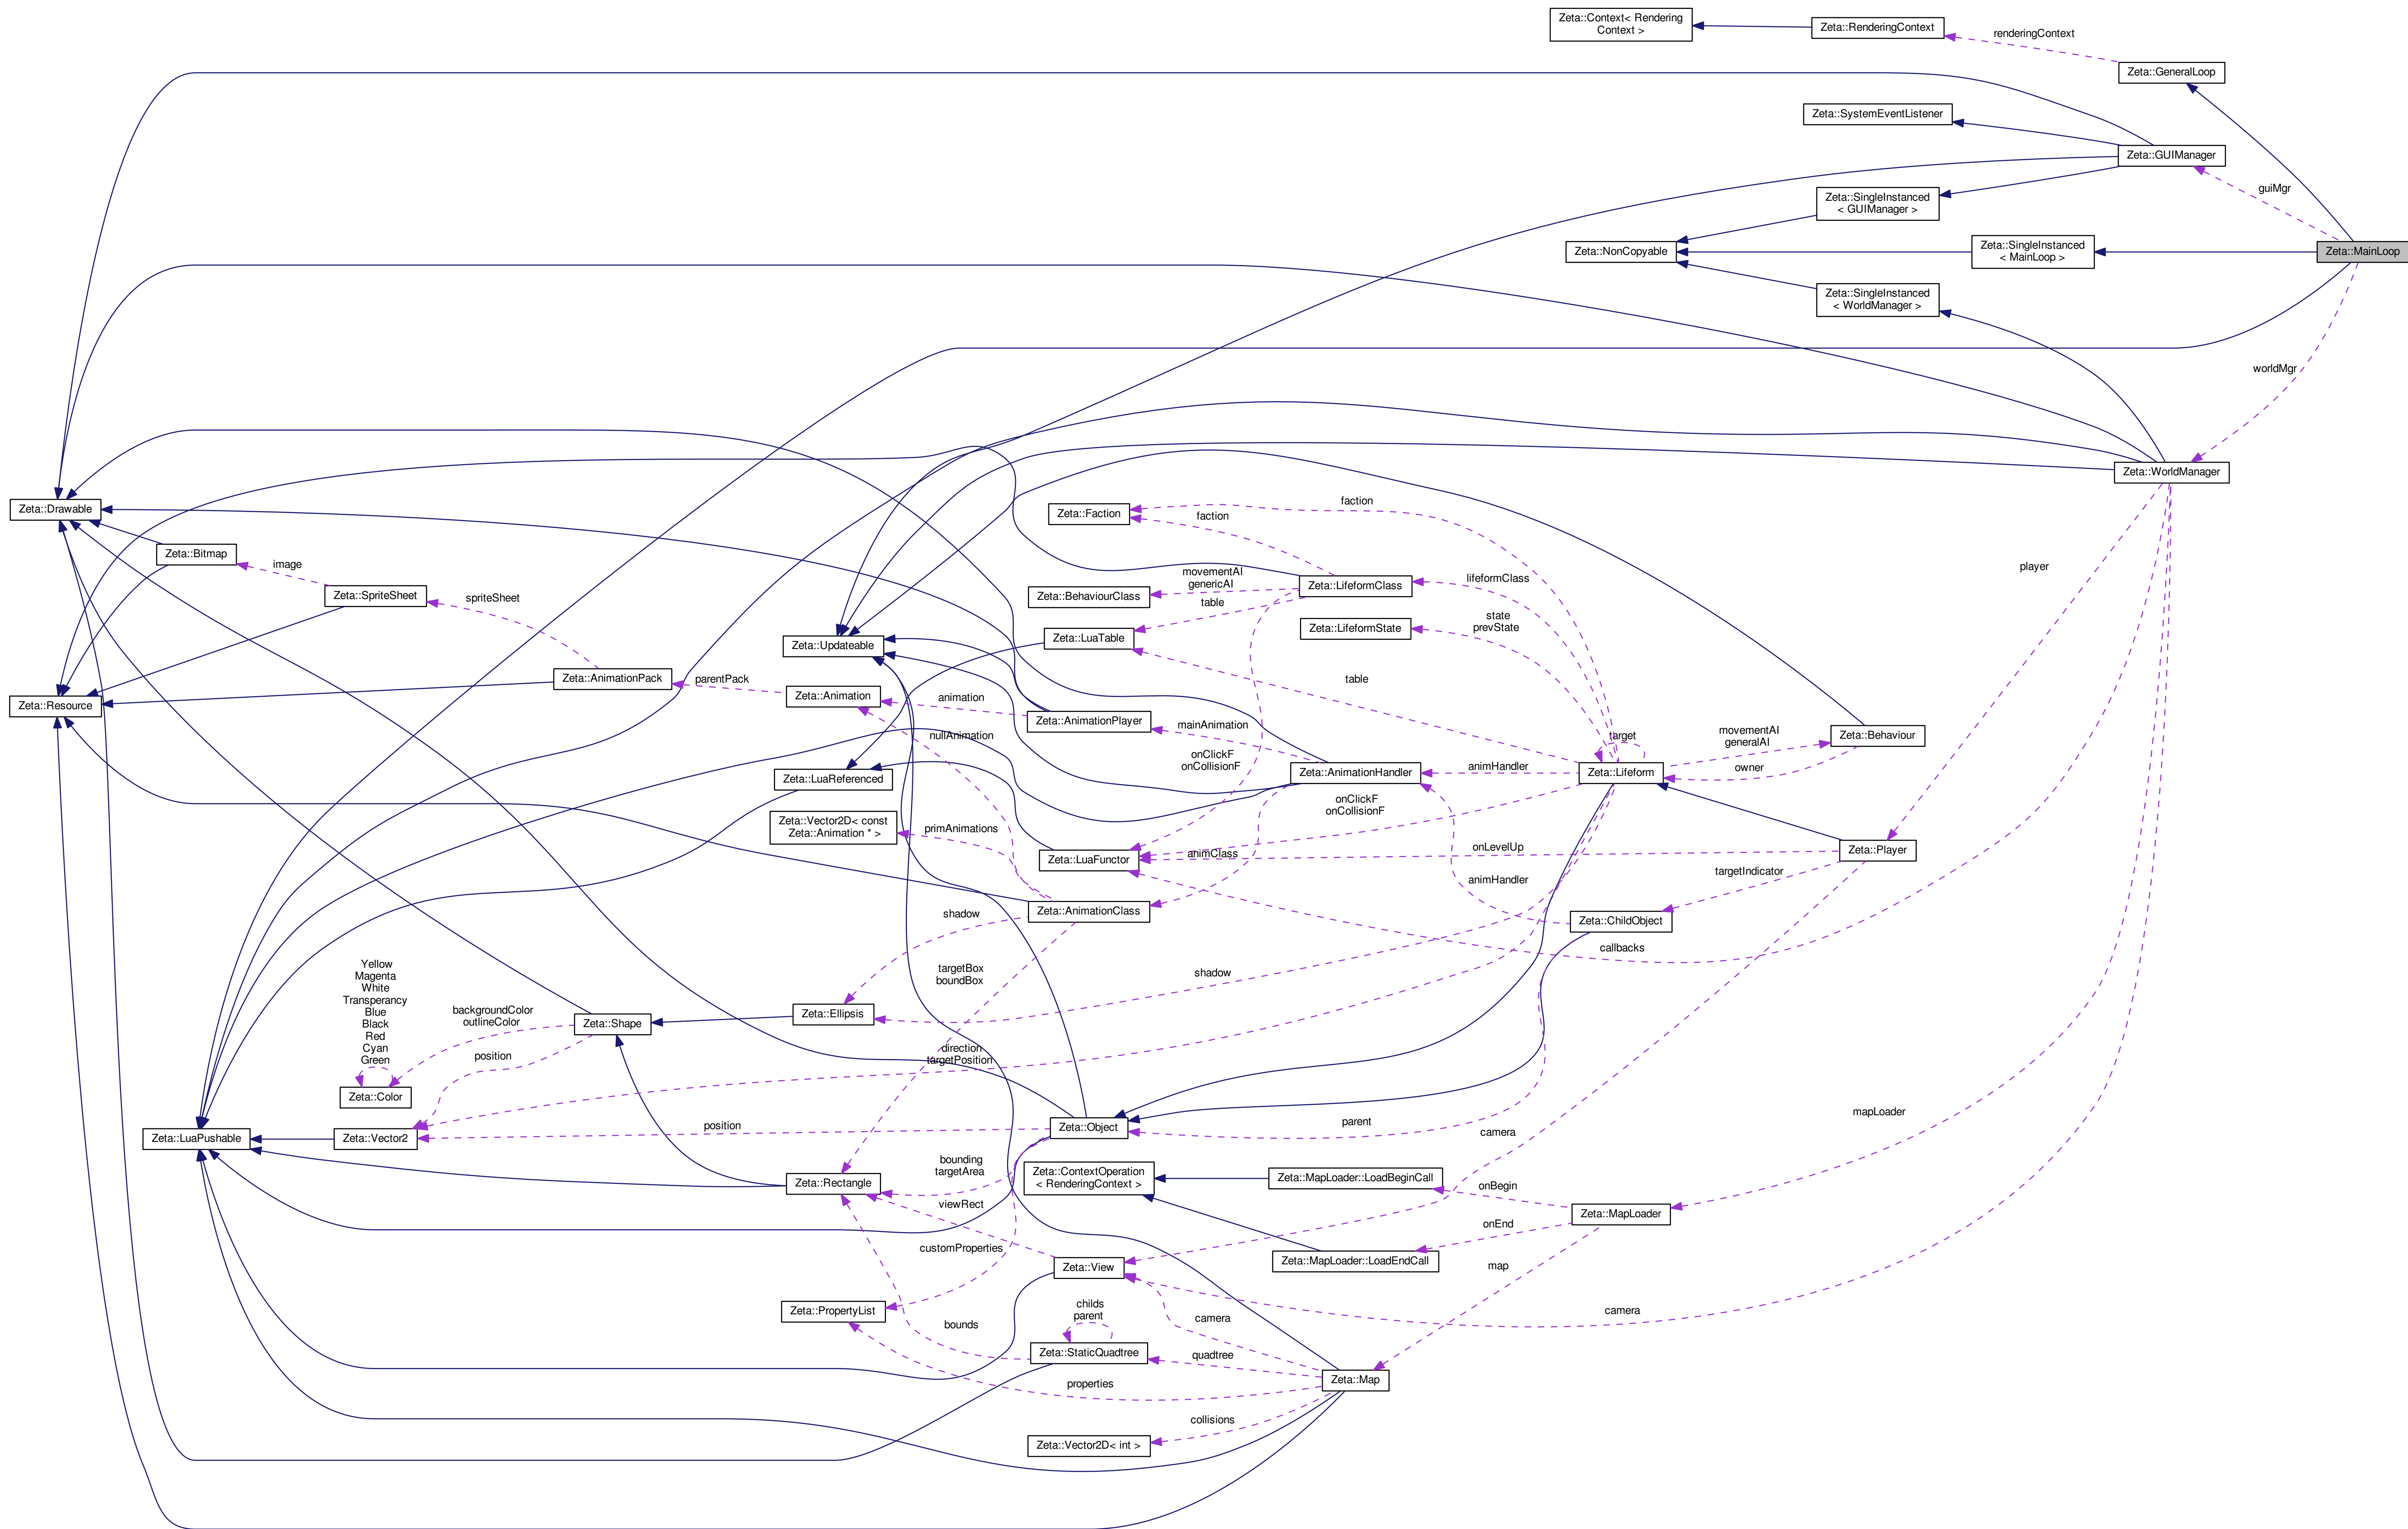 Zeta::Context< Rendering
Context >
Zeta::RenderingContext
renderingContext
Zeta::GeneralLoop
Zeta::SystemEventListener
Zeta::GUIManager
guiMgr
Zeta::SingleInstanced
< GUIManager >
Zeta::NonCopyable
Zeta::SingleInstanced
< MainLoop >
Zeta::MainLoop
Zeta::SingleInstanced
< WorldManager >
worldMgr
Zeta::WorldManager
Zeta::Drawable
Zeta::Faction
faction
faction
player
Zeta::Bitmap
image
Zeta::SpriteSheet
spriteSheet
Zeta::BehaviourClass
movementAI
genericAI
table
Zeta::LifeformClass
lifeformClass
Zeta::LifeformState
state
prevState
Zeta::LuaTable
Zeta::Updateable
table
Zeta::Resource
Zeta::AnimationPack
parentPack
Zeta::Animation
animation
Zeta::AnimationPlayer
mainAnimation
nullAnimation
onClickF
onCollisionF
target
movementAI
generalAI
Zeta::Behaviour
owner
Zeta::LuaReferenced
Zeta::AnimationHandler
animHandler
Zeta::Lifeform
Zeta::Vector2D< const
Zeta::Animation * >
primAnimations
onClickF
onCollisionF
Zeta::LuaFunctor
animClass
onLevelUp
Zeta::Player
targetIndicator
animHandler
Zeta::AnimationClass
shadow
Zeta::ChildObject
callbacks
targetBox
boundBox
shadow
Yellow
Magenta
White
Transperancy
Blue
Black
Red
Cyan
Green
backgroundColor
outlineColor
Zeta::Shape
Zeta::Ellipsis
position
direction
targetPosition
Zeta::Color
Zeta::LuaPushable
Zeta::Vector2
position
Zeta::Object
parent
camera
mapLoader
bounding
targetArea
Zeta::Rectangle
viewRect
Zeta::ContextOperation
< RenderingContext >
Zeta::MapLoader::LoadBeginCall
onBegin
Zeta::MapLoader
onEnd
customProperties
Zeta::View
Zeta::MapLoader::LoadEndCall
map
Zeta::PropertyList
bounds
childs
parent
camera
camera
Zeta::StaticQuadtree
quadtree
properties
Zeta::Map
collisions
Zeta::Vector2D< int >